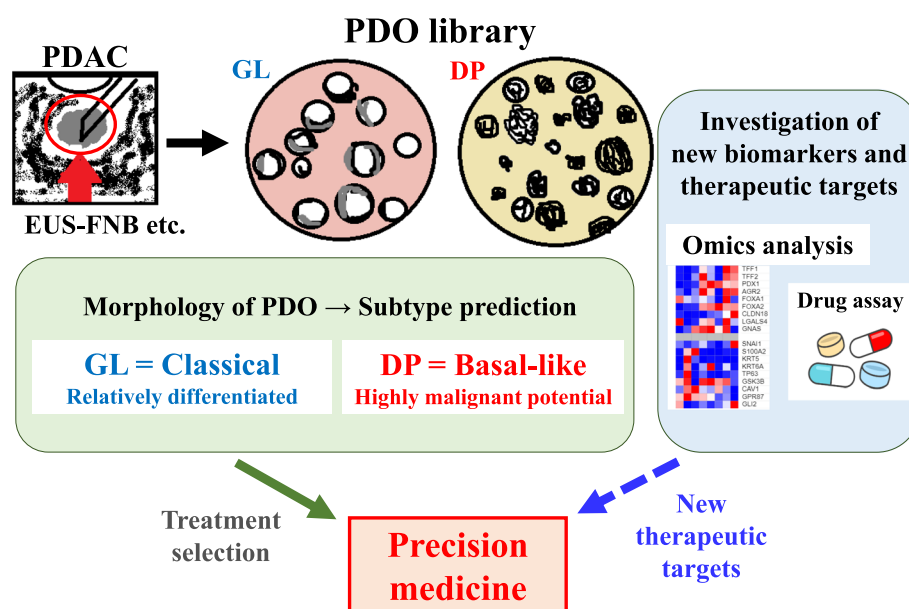 PDO library
PDAC
GL
DP
EUS-FNB etc.
Investigation of
new biomarkers and
therapeutic targets
Omics analysis
TFF1
TFF2
PDX1
AGR2
FOXA1
FOXA2
CLDN18
LGALS4
GNAS
SNAI1
S100A2
KRT5
KRT6A
TP63
GSK3B
CAV1
GPR87
GLI2
Drug assay
Morphology of PDO → Subtype prediction
GL = Classical
Relatively differentiated
DP = Basal-like
Highly malignant potential
Treatment
selection
New
therapeutic
targets
Precision
medicine